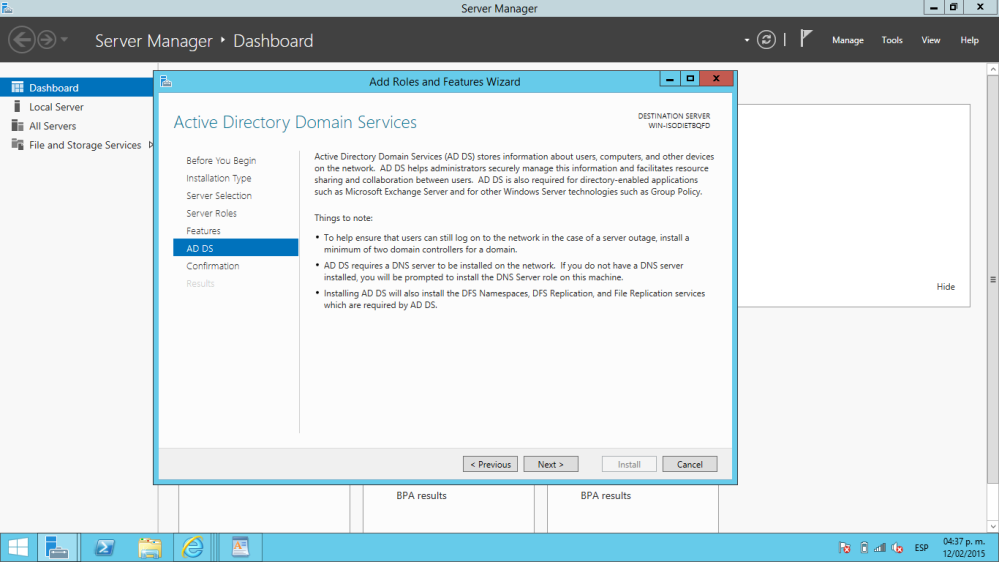 Server Manager
Server Manager ‣ Dashboard
Manage Tools View Help
Dashboard
Local Server
All Servers
File and Storage Services
Add Roles and Features Wizard
Active Directory Domain Services
DESTINATION SERVER
WIN-ISODIETBQFD
Before You Begin
Installation Type
Server Selection
Server Roles
Features
AD DS
Confirmation
Results
Active Directory Domain Services (AD DS) stores information about users, computers, and other devices
on the network. AD DS helps administrators securely manage this information and facilitates resource
sharing and collaboration between users. AD DS is also required for directory-enabled applications
such as Microsoft Exchange Server and for other Windows Server technologies such as Group Policy.
Things to note:
• To help ensure that users can still log on to the network in the case of a server outage, install a
minimum of two domain controllers for a domain.
• AD DS requires a DNS server to be installed on the network. If you do not have a DNS server
installed, you will be prompted to install the DNS Server role on this machine.
• Installing AD DS will also install the DFS Namespaces, DFS Replication, and File Replication services
which are required by AD DS.
Hide
< Previous Next > Install Cancel
BPA results BPA results
ESP
04:37 p. m.
12/02/2015